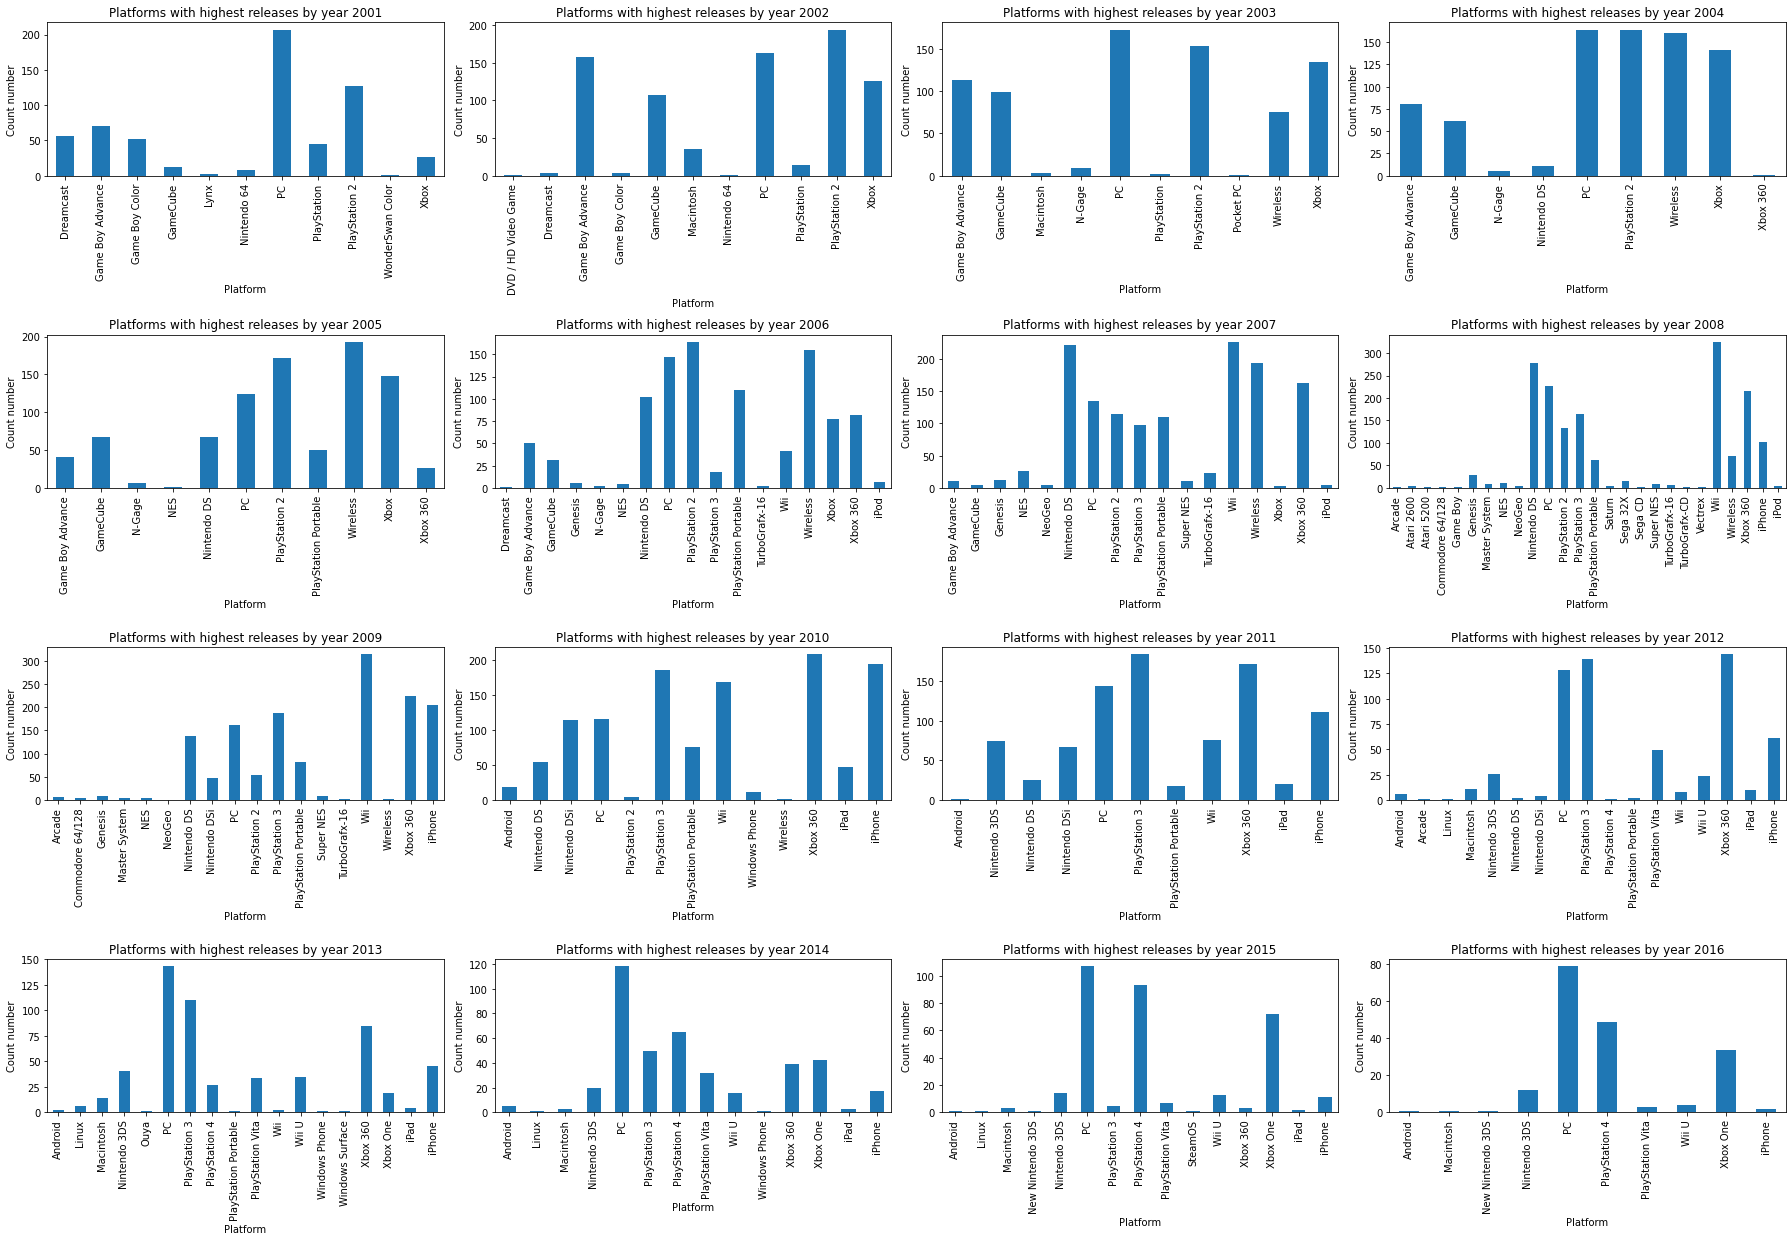 Platforms with highest releases by year 2001
Count number
200
150
100
50
0
Dreamcast
Game Boy Advance
Game Boy Color
GameCube
Lynx
Nintendo 64
PC
PlayStation
PlayStation 2
WonderSwan Color
Xbox
Platform
Platforms with highest releases by year 2002
Count number
200
150
100
50
0
DVD / HD Video Game
Dreamcast
Game Boy Advance
Game Boy Color
GameCube
Macintosh
Nintendo 64
PC
PlayStation
PlayStation 2
Xbox
Platform
Platforms with highest releases by year 2003
Count number
150
100
50
0
Game Boy Advance
GameCube
Macintosh
N-Gage
PC
PlayStation
PlayStation 2
Pocket PC
Wireless
Xbox
Platform
Platforms with highest releases by year 2004
Count number
150
125
100
75
50
25
0
Game Boy Advance
GameCube
N-Gage
Nintendo DS
PC
PlayStation 2
Wireless
Xbox
Xbox 360
Platform
Platforms with highest releases by year 2005
Count number
200
150
100
50
0
Game Boy Advance
GameCube
N-Gage
NES
Nintendo DS
PC
PlayStation 2
PlayStation Portable
Wireless
Xbox
Xbox 360
Platform
Platforms with highest releases by year 2006
Count number
150
125
100
75
50
25
0
Dreamcast
Game Boy Advance
GameCube
Genesis
N-Gage
NES
Nintendo DS
PC
PlayStation 2
PlayStation 3
PlayStation Portable
TurboGrafx-16
Wii
Wireless
Xbox
Xbox 360
iPod
Platform
Platforms with highest releases by year 2007
Count number
200
150
100
50
0
Game Boy Advance
GameCube
Genesis
NES
NeoGeo
Nintendo DS
PC
PlayStation 2
PlayStation 3
PlayStation Portable
Super NES
TurboGrafx-16
Wii
Wireless
Xbox
Xbox 360
iPod
Platform
Platforms with highest releases by year 2008
Count number
300
250
200
150
100
50
0
Arcade
Atari 2600
Atari 5200
Commodore 64/128
Game Boy
Genesis
Master System
NES
NeoGeo
Nintendo DS
PC
PlayStation 2
PlayStation 3
PlayStation Portable
Saturn
Sega 32X
Sega CD
Super NES
TurboGrafx-16
TurboGrafx-CD
Vectrex
Wii
Wireless
Xbox 360
iPhone
iPod
Platform
Platforms with highest releases by year 2009
Count number
300
250
200
150
100
50
0
Arcade
Commodore 64/128
Genesis
Master System
NES
NeoGeo
Nintendo DS
Nintendo DSi
PC
PlayStation 2
PlayStation 3
PlayStation Portable
Super NES
TurboGrafx-16
Wii
Wireless
Xbox 360
iPhone
Platform
Platforms with highest releases by year 2010
Count number
200
150
100
50
0
Android
Nintendo DS
Nintendo DSi
PC
PlayStation 2
PlayStation 3
PlayStation Portable
Wii
Windows Phone
Wireless
Xbox 360
iPad
iPhone
Platform
Platforms with highest releases by year 2011
Count number
150
100
50
0
Android
Nintendo 3DS
Nintendo DS
Nintendo DSi
PC
PlayStation 3
PlayStation Portable
Wii
Xbox 360
iPad
iPhone
Platform
Platforms with highest releases by year 2012
Count number
150
125
100
75
50
25
0
Android
Arcade
Linux
Macintosh
Nintendo 3DS
Nintendo DS
Nintendo DSi
PC
PlayStation 3
PlayStation 4
PlayStation Portable
PlayStation Vita
Wii
Wii U
Xbox 360
iPad
iPhone
Platform
Platforms with highest releases by year 2013
Count number
150
125
100
75
50
25
0
Android
Linux
Macintosh
Nintendo 3DS
Ouya
PC
PlayStation 3
PlayStation 4
PlayStation Portable
PlayStation Vita
Wii
Wii U
Windows Phone
Windows Surface
Xbox 360
Xbox One
iPad
iPhone
Platform
Platforms with highest releases by year 2014
Count number
120
100
80
60
40
20
0
Android
Linux
Macintosh
Nintendo 3DS
PC
PlayStation 3
PlayStation 4
PlayStation Vita
Wii U
Windows Phone
Xbox 360
Xbox One
iPad
iPhone
Platform
Platforms with highest releases by year 2015
Count number
100
80
60
40
20
0
Android
Linux
Macintosh
New Nintendo 3DS
Nintendo 3DS
PC
PlayStation 3
PlayStation 4
PlayStation Vita
SteamOS
Wii U
Xbox 360
Xbox One
iPad
iPhone
Platform
Platforms with highest releases by year 2016
Count number
80
60
40
20
0
Android
Macintosh
New Nintendo 3DS
Nintendo 3DS
PC
PlayStation 4
PlayStation Vita
Wii U
Xbox One
iPhone
Platform